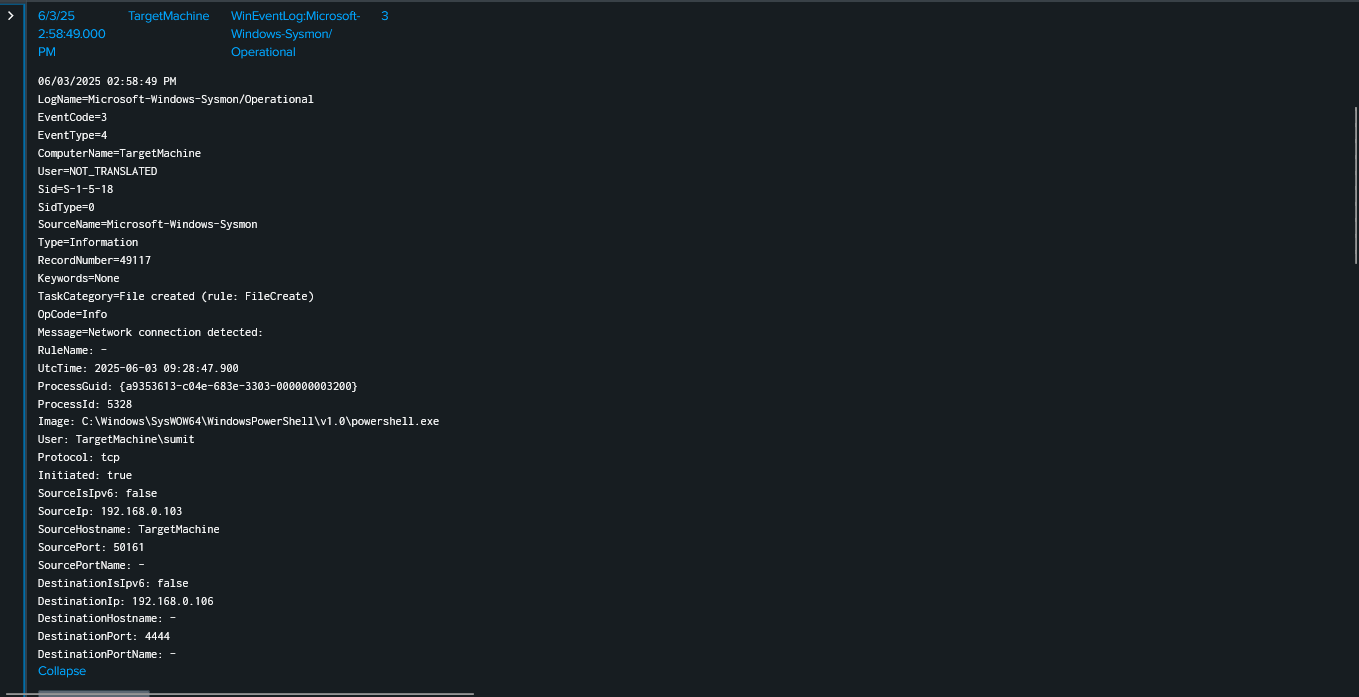 6/3/25 TargetMachine WinEventLog:Microsoft- 3
2:58:49.000 Windows-Sysmon/
PM Operational
06/03/2025 02:58:49 PM
LogName=Microsoft-Windows-Sysmon/Operational
EventCode=3
EventType=4
ComputerName=TargetMachine
User=NOT_TRANSLATED
Sid=S-1-5-18
SidType=0
SourceName=Microsoft-Windows-Sysmon
Type=Information
RecordNumber=49117
Keywords=None
TaskCategory=File created (rule: FileCreate)
OpCode=Info
Message=Network connection detected:
RuleName: -
UtcTime: 2025-06-03 09:28:47.900
ProcessGuid: {a9353613-c04e-683e-3303-000000003200}
ProcessId: 5328
Image: C:\Windows\SysWOW64\WindowsPowerShell\v1.0\powershell.exe
User: TargetMachine\sumit
Protocol: tcp
Initiated: true
SourceIsIpv6: false
SourceIp: 192.168.0.103
SourceHostname: TargetMachine
SourcePort: 50161
SourcePortName: -
DestinationIsIpv6: false
DestinationIp: 192.168.0.106
DestinationHostname: -
DestinationPort: 4444
DestinationPortName: -
Collapse